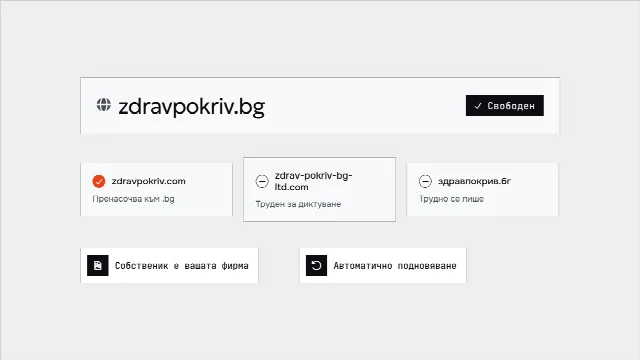 zdravpokriv.bg
Свободен
zdravpokriv.com
Пренасочва към .bg
zdrav-pokriv-bg-
ltd.com
Труден за диктуване
здравпокрив.бг
Трудно се пише
Собственик е вашата фирма
Автоматично подновяване